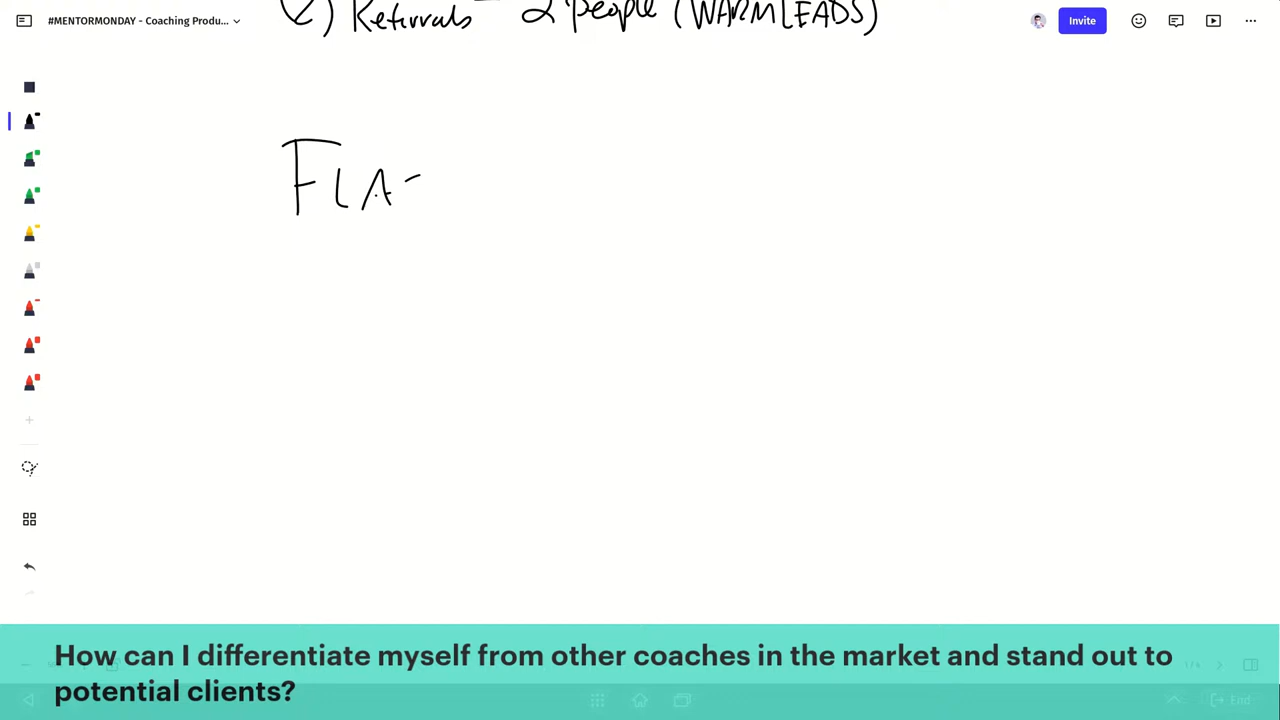 #MENTORMONDAY - Coaching Produ...
Invite
2) Referrals - 2 people (WARM LEADS)
FLA-
How can I differentiate myself from other coaches in the market and stand out to
potential clients?
End